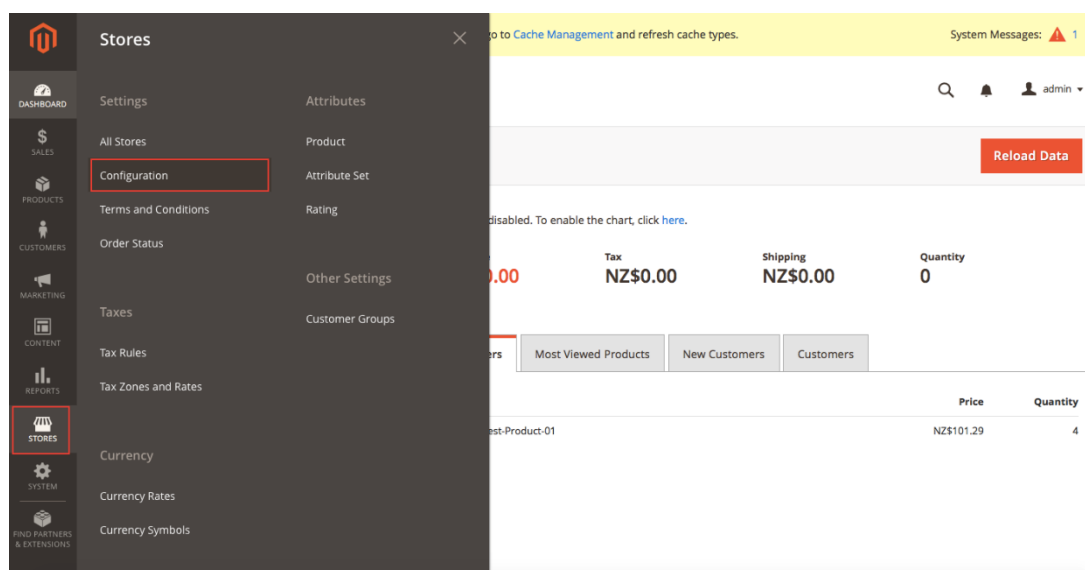 Stores
go to Cache Management and refresh cache types.
System Messages: 1
admin
DASHBOARD
SALES
PRODUCTS
CUSTOMERS
MARKETING
CONTENT
REPORTS
STORES
SYSTEM
FIND PARTNERS
& EXTENSIONS
Settings
All Stores
Configuration
Terms and Conditions
Order Status
Taxes
Tax Rules
Tax Zones and Rates
Currency
Currency Rates
Currency Symbols
Attributes
Product
Attribute Set
Rating
Other Settings
Customer Groups
Reload Data
disabled. To enable the chart, click here.
Tax
NZ$0.00
Shipping
NZ$0.00
Quantity
0
.00
Most Viewed Products
New Customers
Customers
Price
Quantity
est-Product-01
NZ$101.29
4